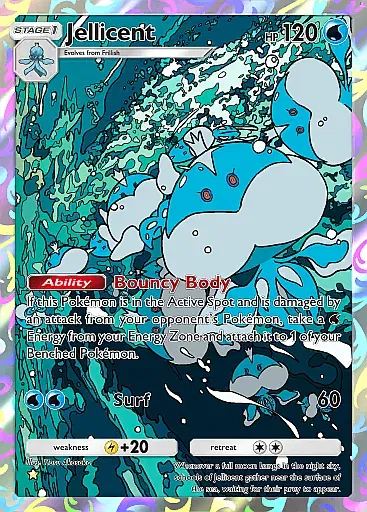 STAGE 1
Jellicent
HP 120
Evolves from Frillish
Ability Bouncy Body
If this Pokémon is in the Active Spot and is damaged by
an attack from your opponent's Pokémon, take a
Energy from your Energy Zone and attach it to 1 of your
Benched Pokémon.
Surf 60
weakness +20 retreat
Whenever a full moon hangs in the night sky,
schools of Jellicent gather near the surface of
the sea, waiting for their prey to appear.